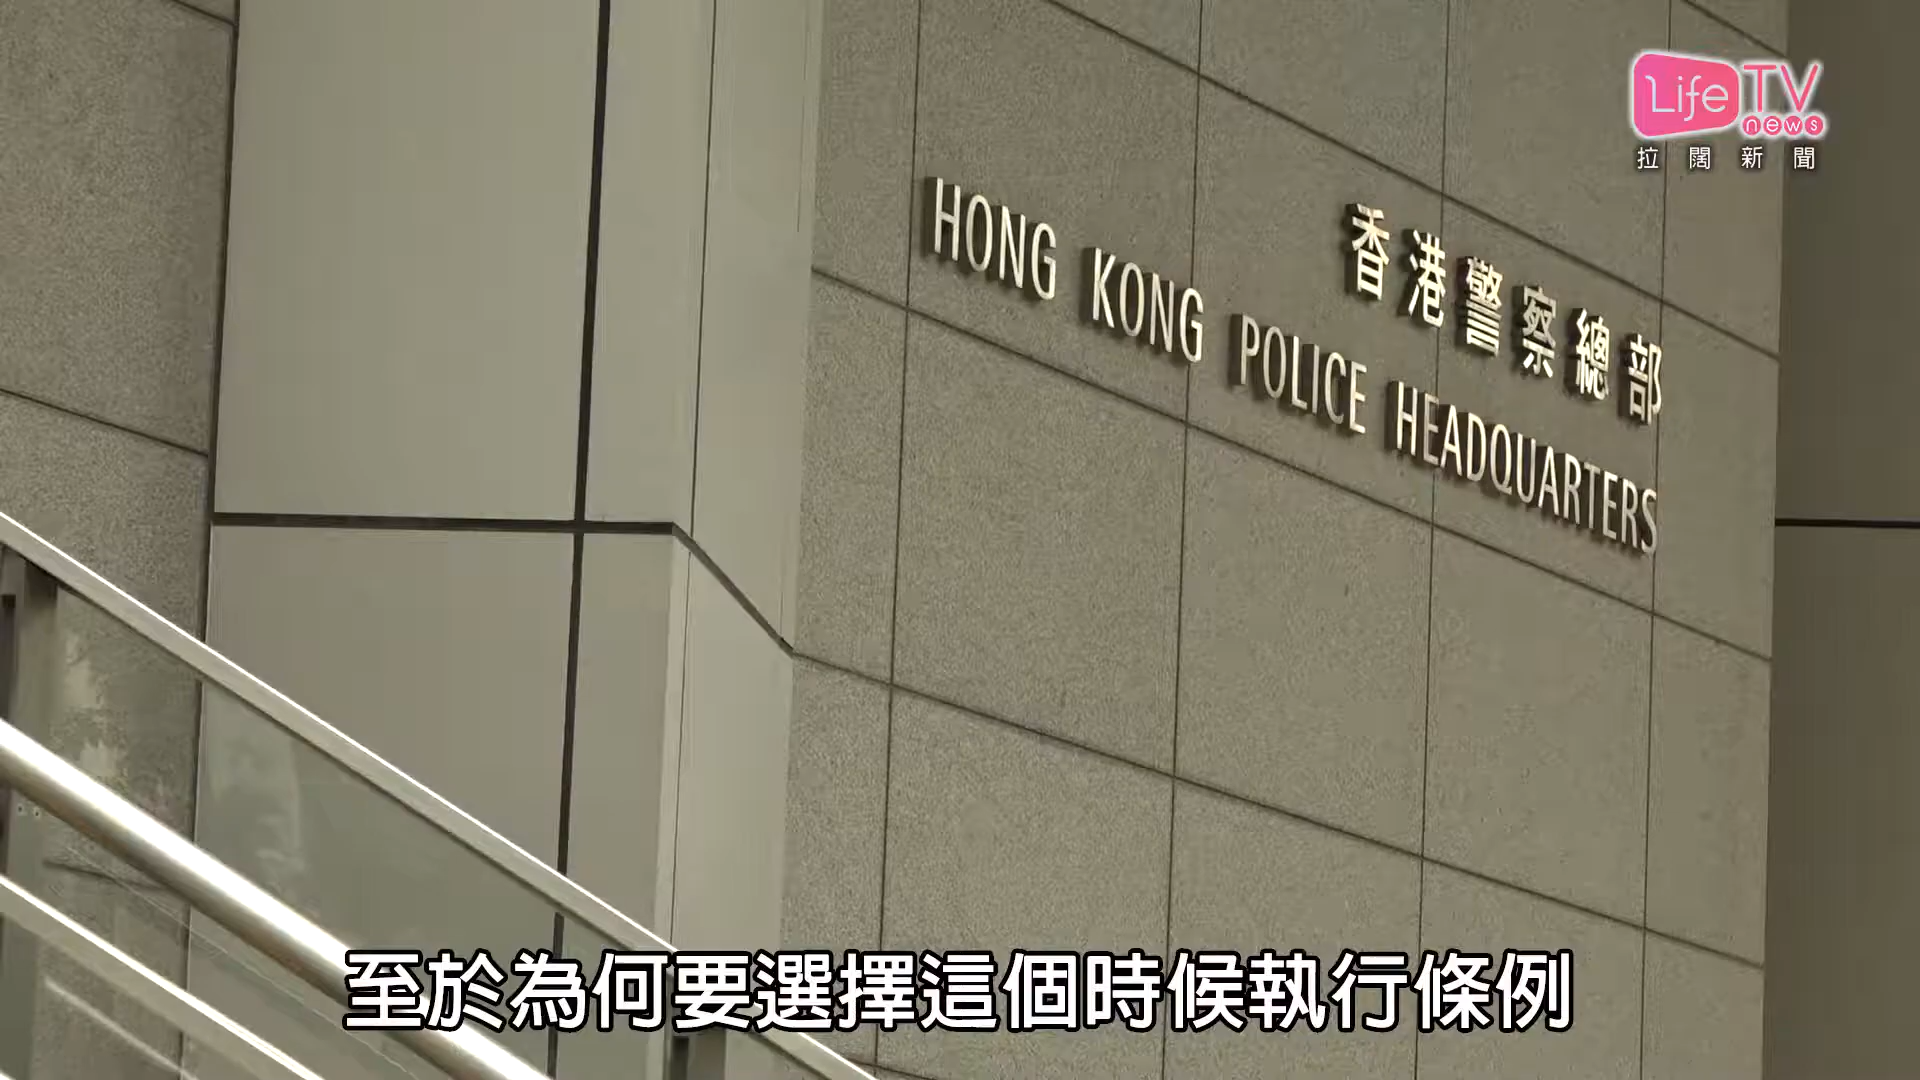 Life TV
news
拉闊新聞
香港警察總部
HONG KONG POLICE HEADQUARTERS
至於為何要選擇這個時候執行條例